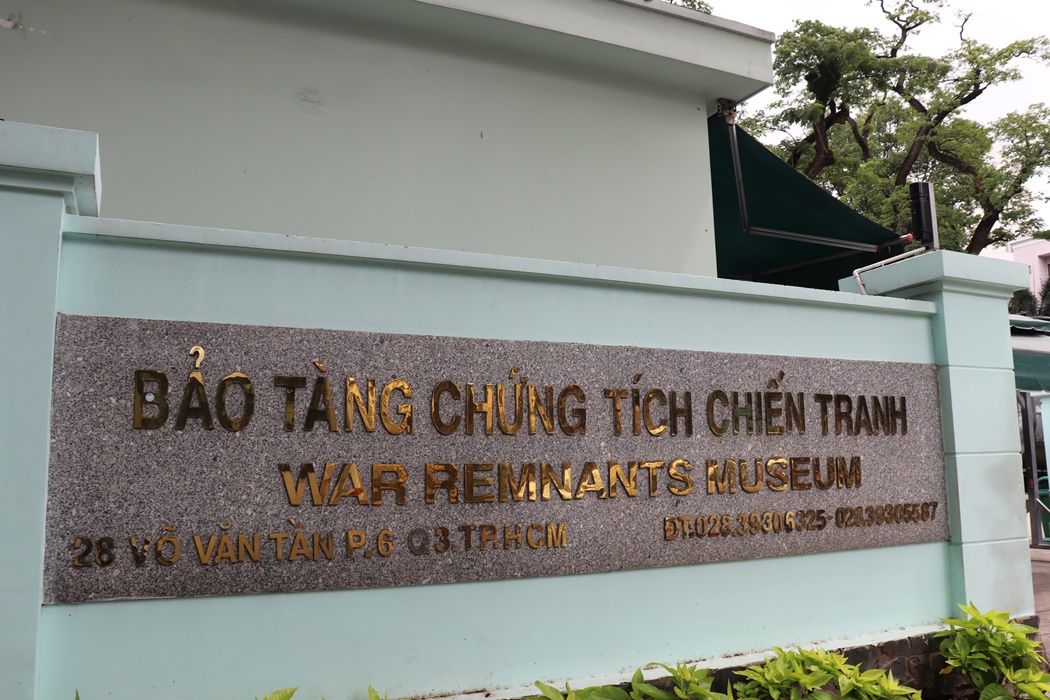 BẢO TÀNG CHỨNG TÍCH CHIẾN TRANH
WAR REMNANTS MUSEUM
28 VÕ VĂN TẦN P.6 Q3.TP.HCM ĐT:028.39306325- 028.39305587